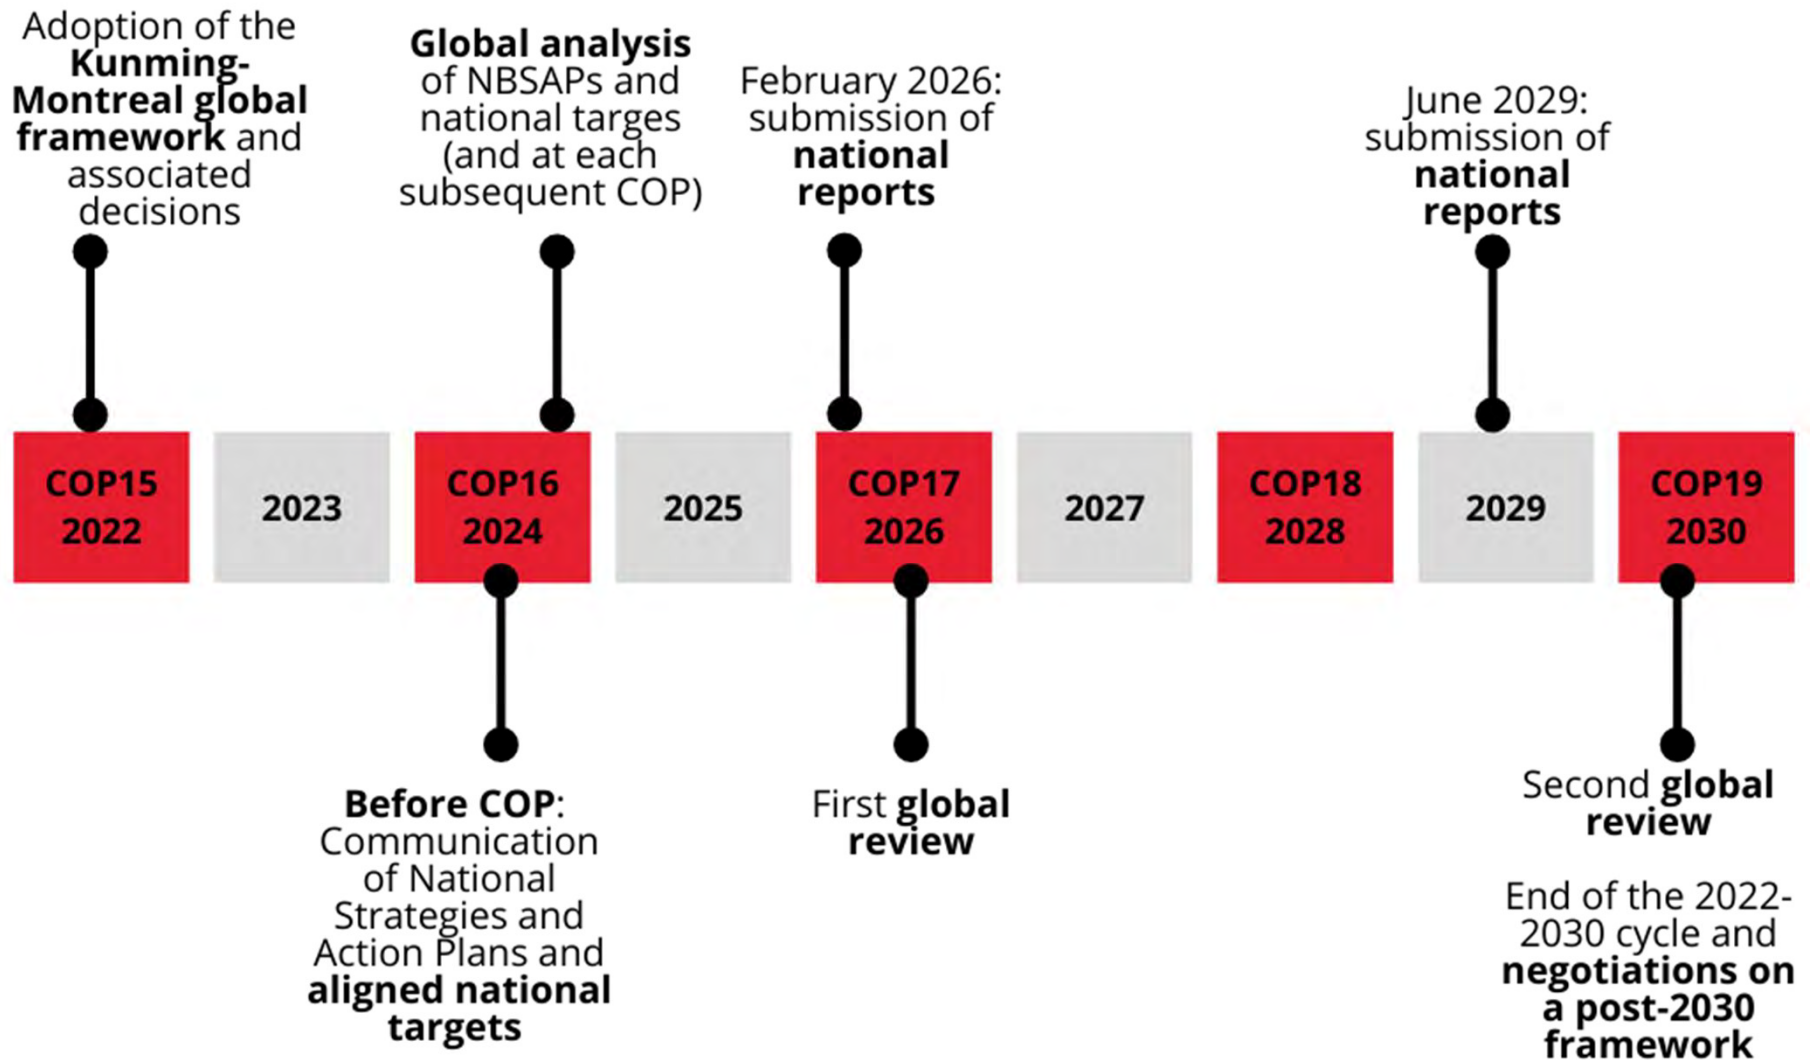 Adoption of the
Kunming-
Montreal global
framework and
associated
decisions
Global analysis
of NBSAPs and
national targes
(and at each
subsequent COP)
February 2026:
submission of
national
reports
June 2029:
submission of
national
reports
COP15
2022
2023
COP16
2024
2025
COP17
2026
2027
COP18
2028
2029
COP19
2030
Before COP:
Communication
of National
Strategies and
Action Plans and
aligned national
targets
First global
review
Second global
review
End of the 2022-
2030 cycle and
negotiations on
a post-2030
framework